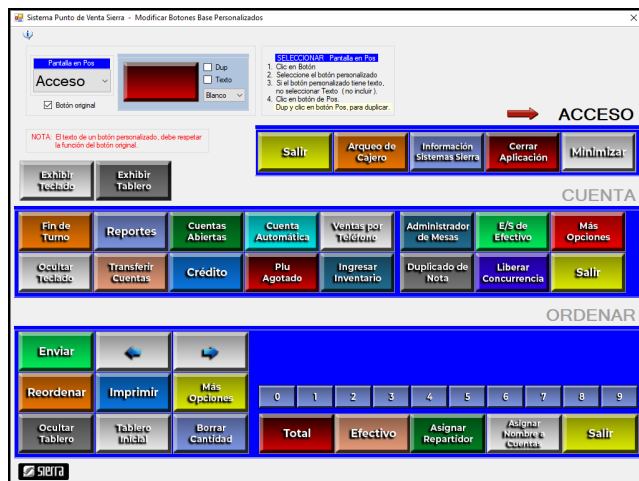 Sistema Punto de Venta Sierra - Modificar Botones Base Personalizados
Pantalla en Pos
Acceso
Botón original
Dup
Texto
Blanco
SELECCIONAR Pantalla en Pos
1. Clic en Botón
2. Seleccione el botón personalizado
3. Si el botón personalizado tiene texto,
no seleccionar Texto ( no incluir ).
4. Clic en botón de Pos.
Dup y clic en botón Pos, para duplicar.
ACCESO
NOTA: El texto de un botón personalizado, debe respetar
la función del botón original.
Salir
Arqueo de
Cajero
Información
Sistemas Sierra
Cerrar
Aplicación
Minimizar
Exhibir
Teclado
Exhibir
Tablero
CUENTA
Fin de
Turno
Reportes
Cuentas
Abiertas
Cuenta
Automática
Ventas por
Teléfono
Administrador
de Mesas
E/S de
Efectivo
Más
Opciones
Ocultar
Teclado
Transferir
Cuentas
Crédito
Plu
Agotado
Ingresar
Inventario
Duplicado de
Nota
Liberar
Concurrencia
Salir
ORDENAR
Enviar
Reordenar
Imprimir
Más
Opciones
0 1 2 3 4 5 6 7 8 9
Ocultar
Tablero
Tablero
Inicial
Borrar
Cantidad
Total
Efectivo
Asignar
Repartidor
Asignar
Nombre a
Cuentas
Salir
sierra